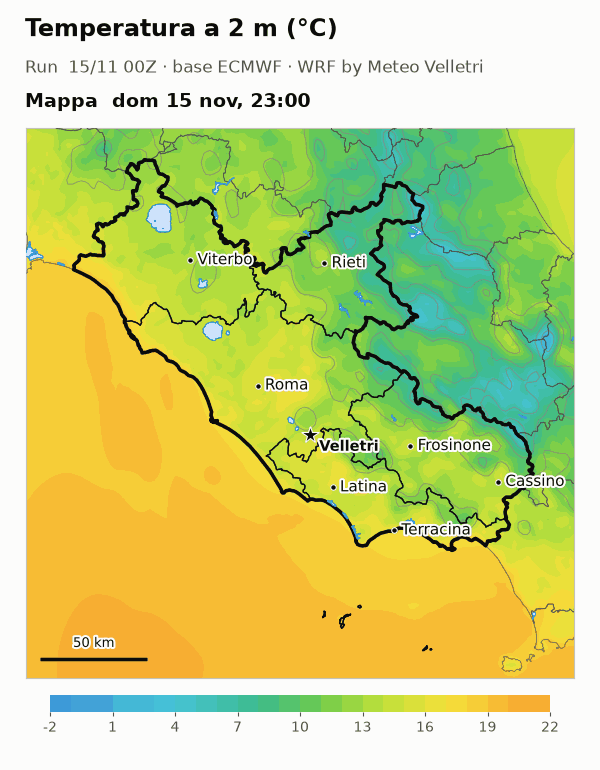 Temperatura a 2 m (°C)
Run 15/11 00Z · base ECMWF · WRF by Meteo Velletri
Mappa dom 15 nov, 23:00
Viterbo
Rieti
Roma
Velletri
Frosinone
Latina
Cassino
Terracina
50 km
-2 1 4 7 10 13 16 19 22